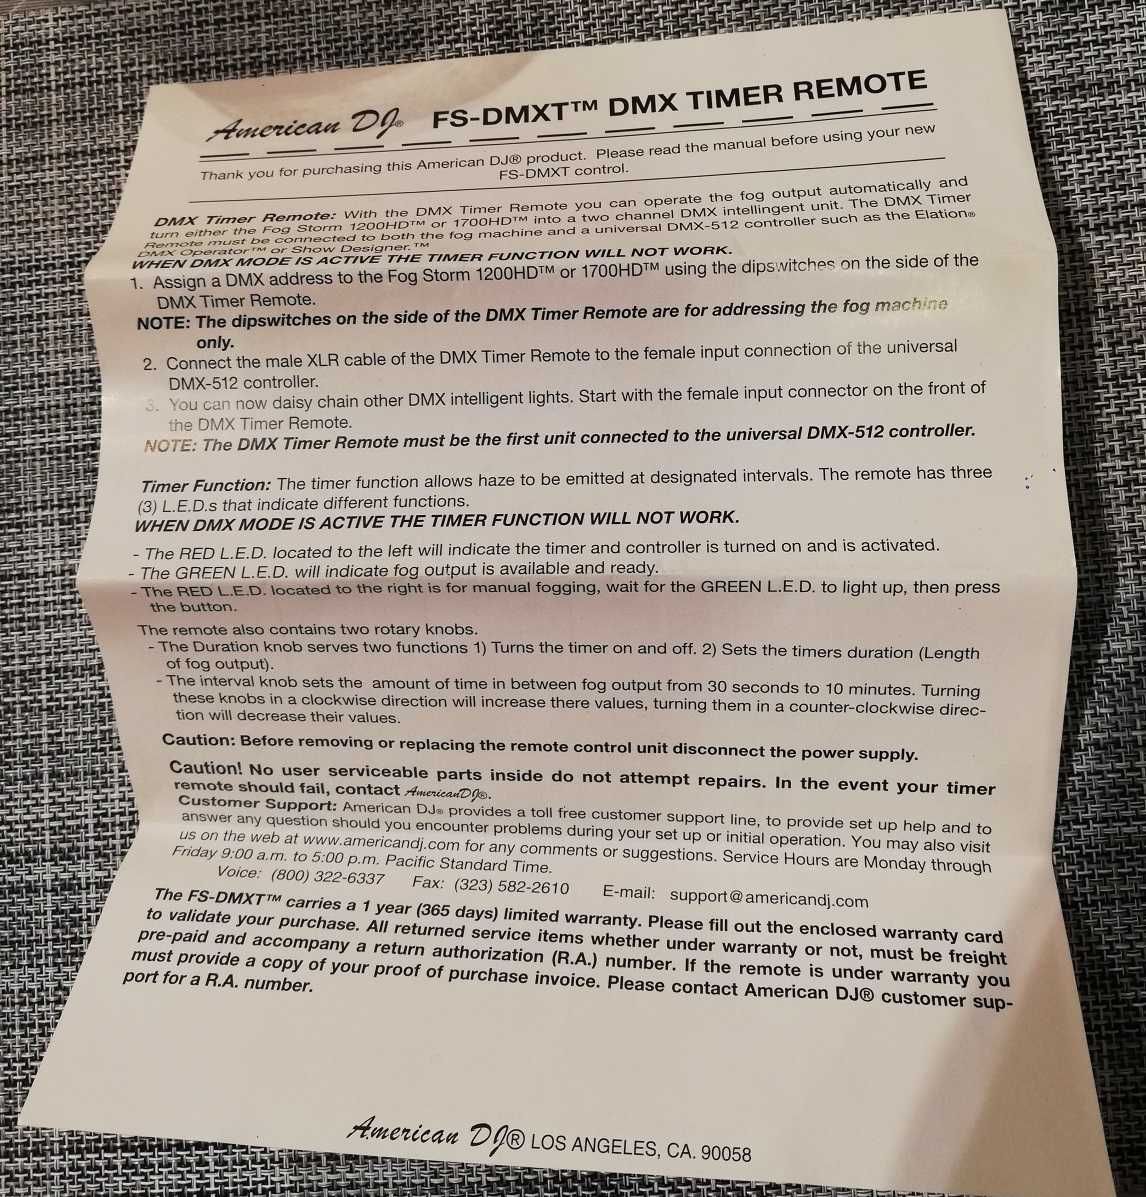 American DJ® FS-DMXT™ DMX TIMER REMOTE
Thank you for purchasing this American DJ® product. Please read the manual before using your new
FS-DMXT control.
DMX Timer Remote: With the DMX Timer Remote you can operate the fog output automatically and
turn either the Fog Storm 1200HD™ or 1700HD™ into a two channel DMX intellingent unit. The DMX Timer
Remote must be connected to both the fog machine and a universal DMX-512 controller such as the Elation®
DMX Operator™ or Show Designer.™
WHEN DMX MODE IS ACTIVE THE TIMER FUNCTION WILL NOT WORK.
1. Assign a DMX address to the Fog Storm 1200HD™ or 1700HD™ using the dipswitches on the side of the
DMX Timer Remote.
NOTE: The dipswitches on the side of the DMX Timer Remote are for addressing the fog machine
only.
2. Connect the male XLR cable of the DMX Timer Remote to the female input connection of the universal
DMX-512 controller.
3. You can now daisy chain other DMX intelligent lights. Start with the female input connector on the front of
the DMX Timer Remote.
NOTE: The DMX Timer Remote must be the first unit connected to the universal DMX-512 controller.
Timer Function: The timer function allows haze to be emitted at designated intervals. The remote has three
(3) L.E.D.s that indicate different functions.
WHEN DMX MODE IS ACTIVE THE TIMER FUNCTION WILL NOT WORK.
- The RED L.E.D. located to the left will indicate the timer and controller is turned on and is activated.
- The GREEN L.E.D. will indicate fog output is available and ready.
- The RED L.E.D. located to the right is for manual fogging, wait for the GREEN L.E.D. to light up, then press
the button.
The remote also contains two rotary knobs.
- The Duration knob serves two functions 1) Turns the timer on and off. 2) Sets the timers duration (Length
of fog output).
- The interval knob sets the amount of time in between fog output from 30 seconds to 10 minutes. Turning
these knobs in a clockwise direction will increase there values, turning them in a counter-clockwise direc-
tion will decrease their values.
Caution: Before removing or replacing the remote control unit disconnect the power supply.
Caution! No user serviceable parts inside do not attempt repairs. In the event your timer
remote should fail, contact American DJ®.
Customer Support: American DJ® provides a toll free customer support line, to provide set up help and to
answer any question should you encounter problems during your set up or initial operation. You may also visit
us on the web at www.americandj.com for any comments or suggestions. Service Hours are Monday through
Friday 9:00 a.m. to 5:00 p.m. Pacific Standard Time.
Voice: (800) 322-6337 Fax: (323) 582-2610 E-mail: support@americandj.com
The FS-DMXT™ carries a 1 year (365 days) limited warranty. Please fill out the enclosed warranty card
to validate your purchase. All returned service items whether under warranty or not, must be freight
pre-paid and accompany a return authorization (R.A.) number. If the remote is under warranty you
must provide a copy of your proof of purchase invoice. Please contact American DJ® customer sup-
port for a R.A. number.
American DJ® LOS ANGELES, CA. 90058